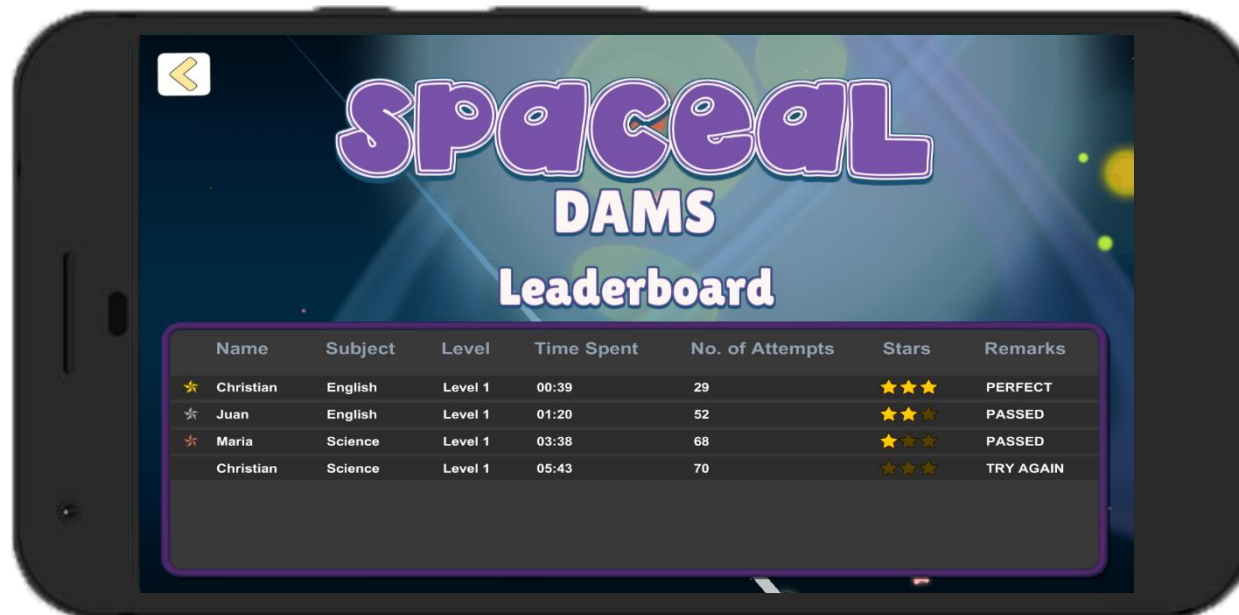 SPACEAL
DAMS
Leaderboard
Name Subject Level Time Spent No. of Attempts Stars Remarks
Christian English Level 1 00:39 29 PERFECT
Juan English Level 1 01:20 52 PASSED
Maria Science Level 1 03:38 68 PASSED
Christian Science Level 1 05:43 70 TRY AGAIN